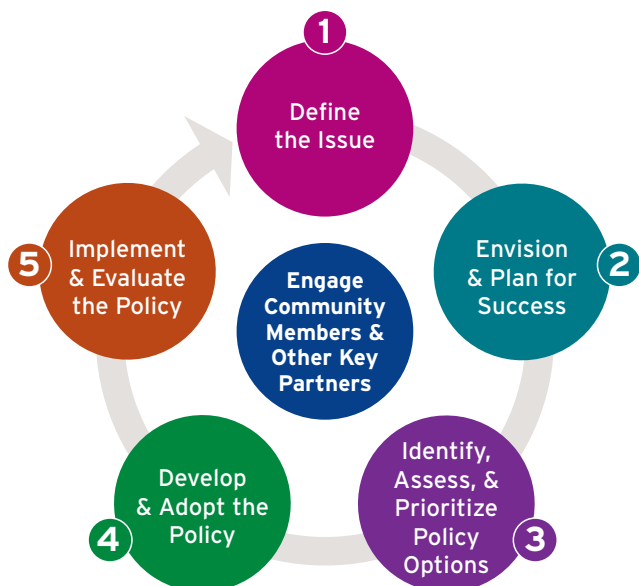 1
Define
the Issue
2
Envision
& Plan for
Success
3
Identify,
Assess, &
Prioritize
Policy
Options
4
Develop
& Adopt the
Policy
5
Implement
& Evaluate
the Policy
Engage
Community
Members &
Other Key
Partners